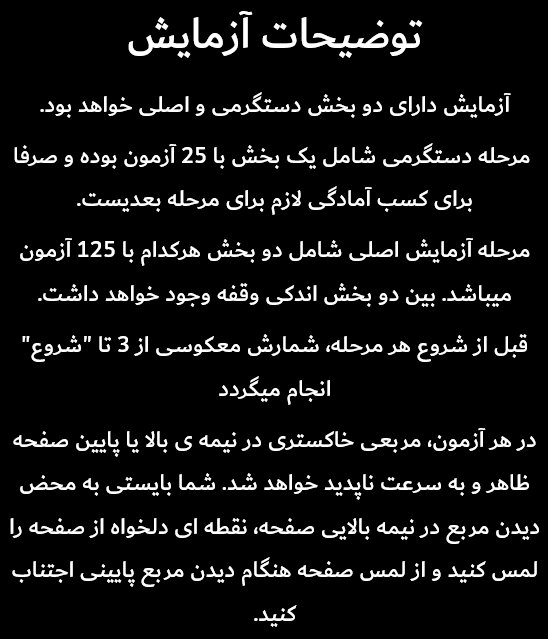 توضیحات آزمایش
آزمایش دارای دو بخش دستگرمی و اصلی خواهد بود.
مرحله دستگرمی شامل یک بخش با 25 آزمون بوده و صرفا
برای کسب آمادگی لازم برای مرحله بعدیست.
مرحله آزمایش اصلی شامل دو بخش هرکدام با 125 آزمون
میباشد. بین دو بخش اندکی وقفه وجود خواهد داشت.
قبل از شروع هر مرحله، شمارش معکوسی از 3 تا "شروع"
انجام میگردد
در هر آزمون، مربعی خاکستری در نیمه ی بالا یا پایین صفحه
ظاهر و به سرعت ناپدید خواهد شد. شما بایستی به محض
دیدن مربع در نیمه بالایی صفحه، نقطه ای دلخواه از صفحه را
لمس کنید و از لمس صفحه هنگام دیدن مربع پایینی اجتناب
کنید.